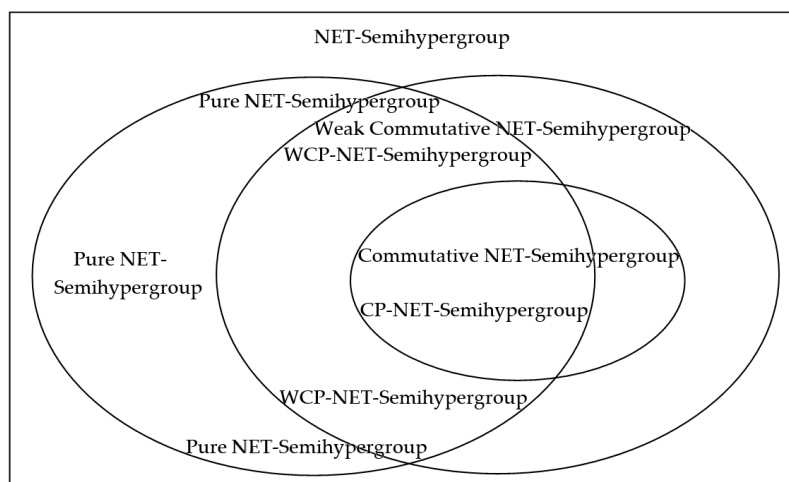 NET-Semihypergroup
Pure NET-Semihypergroup
Weak Commutative NET-Semihypergroup
WCP-NET-Semihypergroup
Pure NET-
Semihypergroup
Commutative NET-Semihypergroup
CP-NET-Semihypergroup
WCP-NET-Semihypergroup
Pure NET-Semihypergroup